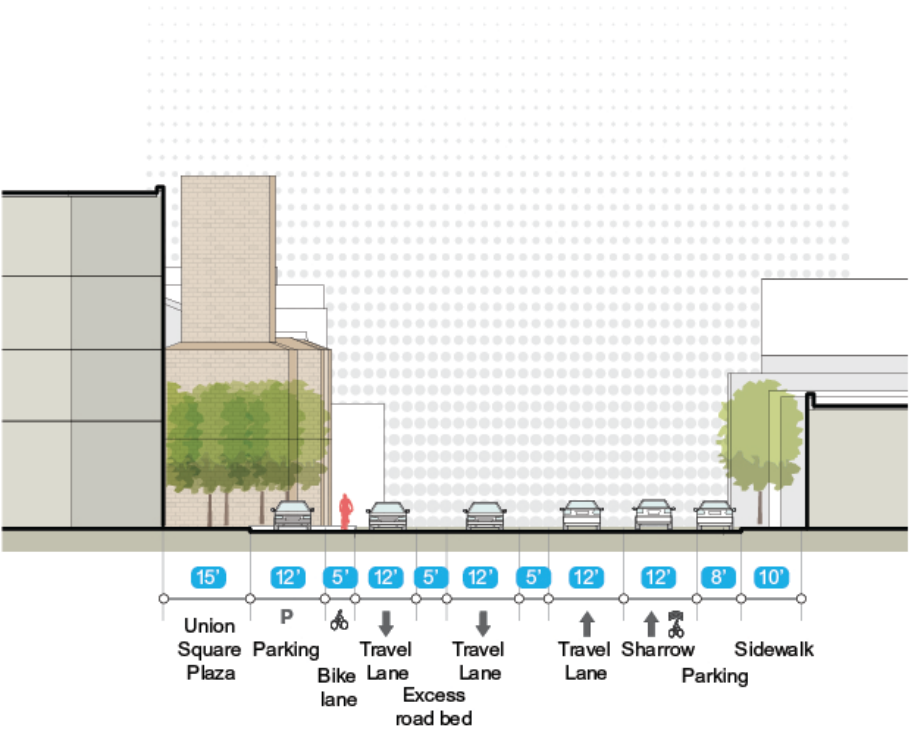 15' 12' 5' 12' 5' 12' 5' 12' 12' 8' 10'
P
Union
Square
Plaza
Parking
Bike
lane
Travel
Lane
Excess
road bed
Travel
Lane
Travel
Lane
Sharrow
Parking
Sidewalk